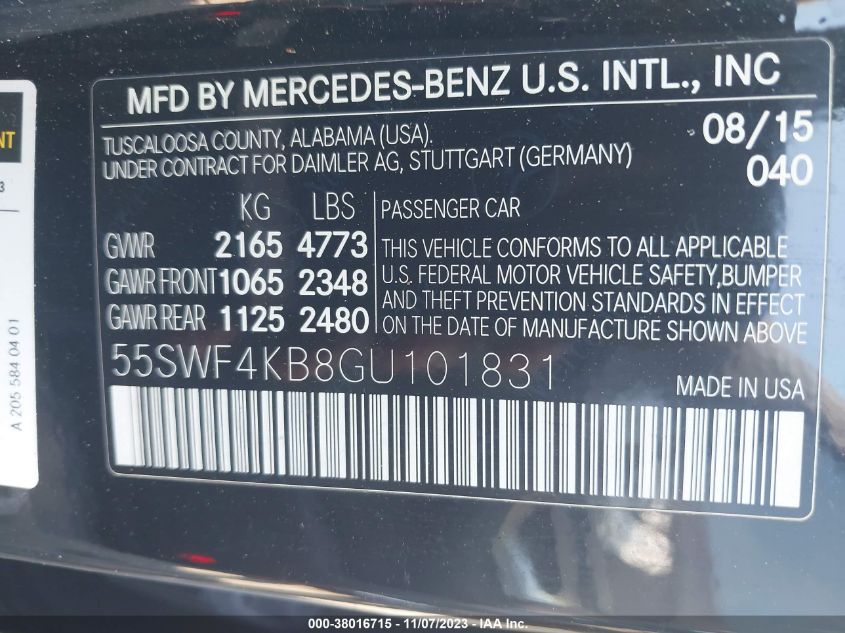 MFD BY MERCEDES-BENZ U.S. INTL., INC
TUSCALOOSA COUNTY, ALABAMA (USA).
UNDER CONTRACT FOR DAIMLER AG, STUTTGART (GERMANY)
08/15
040
KG LBS
GVWR 2165 4773
GAWR FRONT 1065 2348
GAWR REAR 1125 2480
PASSENGER CAR
THIS VEHICLE CONFORMS TO ALL APPLICABLE
U.S. FEDERAL MOTOR VEHICLE SAFETY,BUMPER
AND THEFT PREVENTION STANDARDS IN EFFECT
ON THE DATE OF MANUFACTURE SHOWN ABOVE
55SWF4KB8GU101831
MADE IN USA
NT
3
A 205 584 04 01
000-38016715 - 11/07/2023 - IAA Inc.